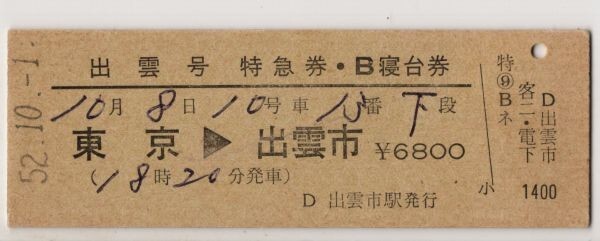 52.10.-1.
出雲号 特急券・B寝台券
10月8日10号車15番下段
東京▶出雲市 ¥6800
(18時20分発車)
D 出雲市駅発行
特⑨Bネ
客二・電下
D出雲市
小 1400